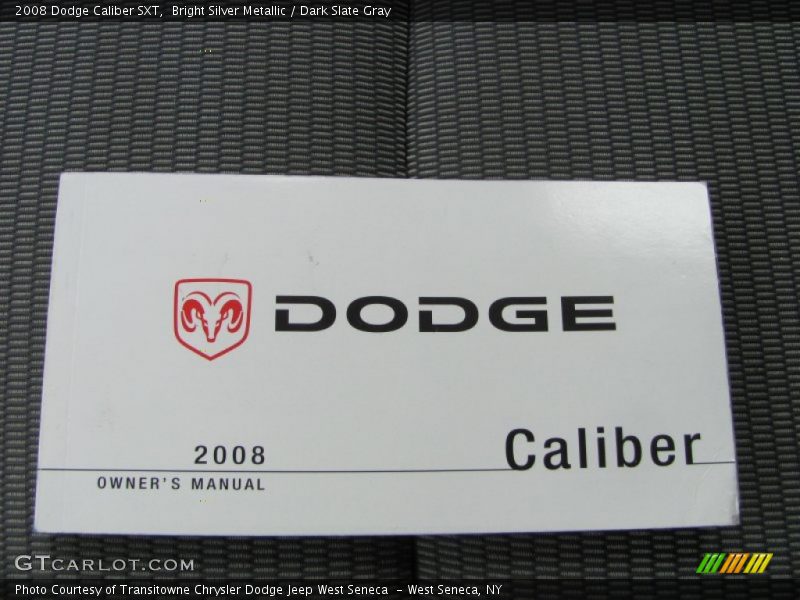 2008 Dodge Caliber SXT,  Bright Silver Metallic / Dark Slate Gray
DODGE
2008
Caliber
OWNER'S MANUAL
GTCARLOT.COM
Photo Courtesy of Transitowne Chrysler Dodge Jeep West Seneca  - West Seneca, NY